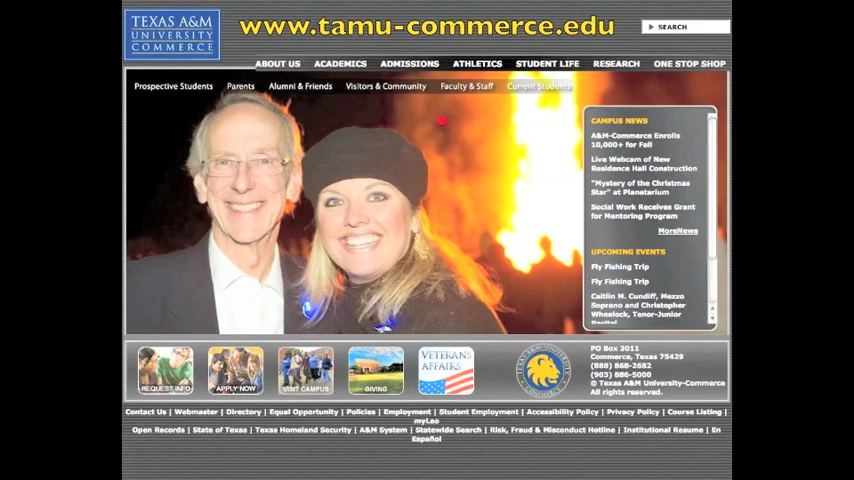 TEXAS A&M
UNIVERSITY
COMMERCE
www.tamu-commerce.edu
SEARCH
ABOUT US ACADEMICS ADMISSIONS ATHLETICS STUDENT LIFE RESEARCH ONE STOP SHOP
Prospective Students Parents Alumni & Friends Visitors & Community Faculty & Staff Current Students
CAMPUS NEWS
A&M-Commerce Enrolls
10,000+ for Fall
Live Webcam of New
Residence Hall Construction
"Mystery of the Christmas
Star" at Planetarium
Social Work Receives Grant
for Mentoring Program
MoreNews
UPCOMING EVENTS
Fly Fishing Trip
Fly Fishing Trip
Caitlin M. Cundiff, Mezzo
Soprano and Christopher
Wheelock, Tenor-Junior
Recital
REQUEST INFO
APPLY NOW
VISIT CAMPUS
GIVING
VETERANS
AFFAIRS
PO Box 3011
Commerce, Texas 75429
(888) 868-2682
(903) 886-5000
© Texas A&M University-Commerce
All rights reserved.
Contact Us | Webmaster | Directory | Equal Opportunity | Policies | Employment | Student Employment | Accessibility Policy | Privacy Policy | Course Listing |
myLeo
Open Records | State of Texas | Texas Homeland Security | A&M System | Statewide Search | Risk, Fraud & Misconduct Hotline | Institutional Resume | En
Español